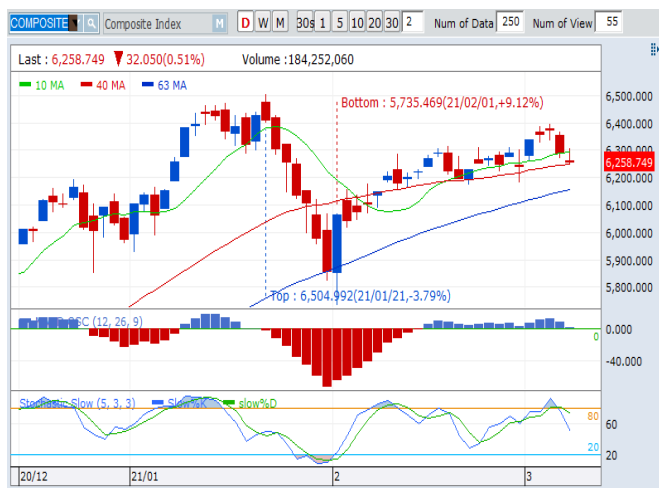 COMPOSITE Composite Index M D W M 30s 1 5 10 20 30 2 Num of Data 250 Num of View 55
Last : 6,258.749 ▼ 32.050(0.51%) Volume :184,252,060
10 MA 40 MA 63 MA
Bottom : 5,735.469(21/02/01,+9.12%)
6,500.000
6,400.000
6,300.000
6,258.749
6,200.000
6,100.000
6,000.000
5,900.000
5,800.000
Top : 6,504.992(21/01/21,-3.79%)
OSC (12, 26, 9)
0.000
0
-40.000
Stochastic Slow (5, 3, 3) Slow%K slow%D
80
60
20
20
20/12 21/01 2 3